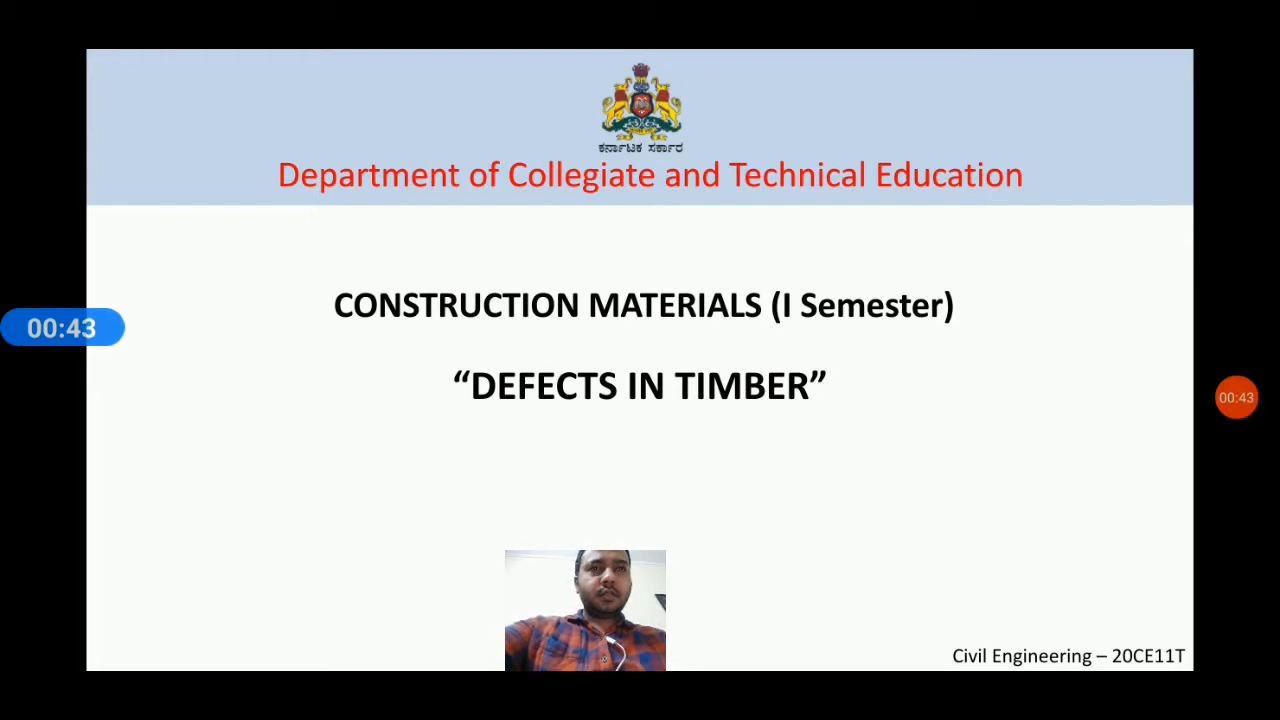 ಕರ್ನಾಟಕ ಸರ್ಕಾರ
Department of Collegiate and Technical Education
CONSTRUCTION MATERIALS (I Semester)
00:43
“DEFECTS IN TIMBER”
00:43
Civil Engineering – 20CE11T